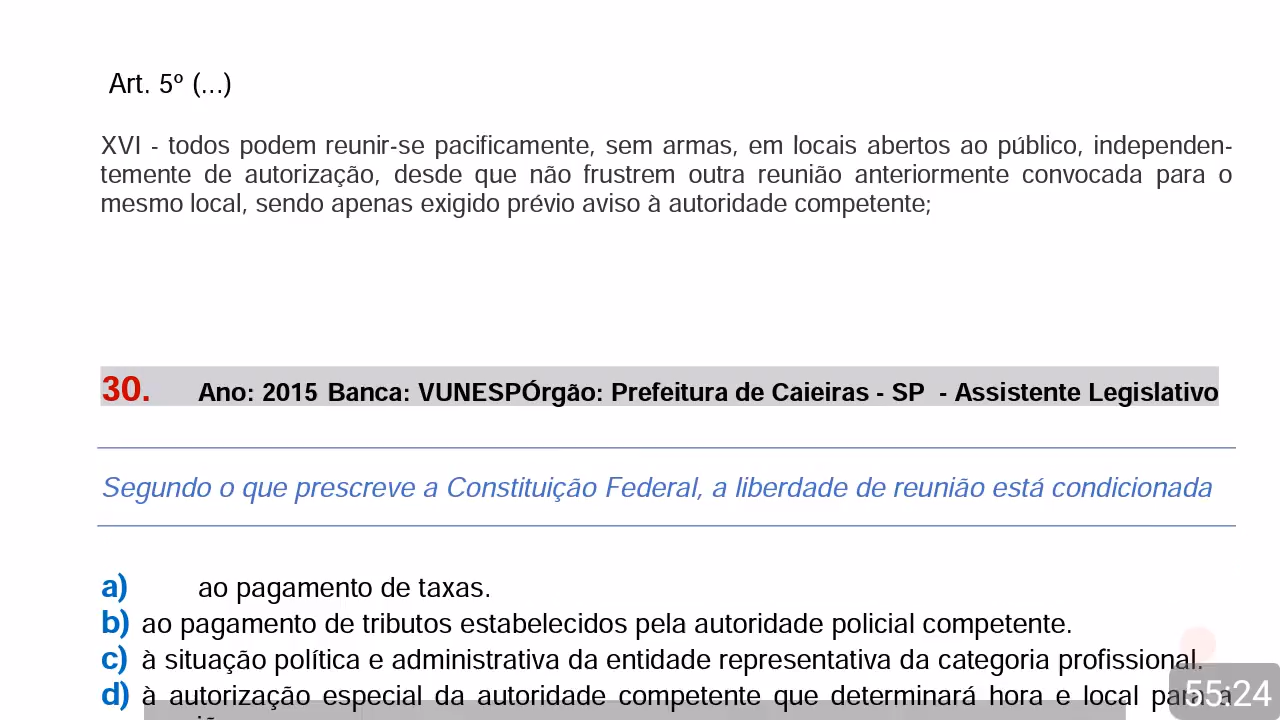 Art. 5º (...)
XVI - todos podem reunir-se pacificamente, sem armas, em locais abertos ao público, independen-
temente de autorização, desde que não frustrem outra reunião anteriormente convocada para o
mesmo local, sendo apenas exigido prévio aviso à autoridade competente;
30. Ano: 2015 Banca: VUNESPÓrgão: Prefeitura de Caieiras - SP - Assistente Legislativo
Segundo o que prescreve a Constituição Federal, a liberdade de reunião está condicionada
a) ao pagamento de taxas.
b) ao pagamento de tributos estabelecidos pela autoridade policial competente.
c) à situação política e administrativa da entidade representativa da categoria profissional.
d) à autorização especial da autoridade competente que determinará hora e local para a
55:24